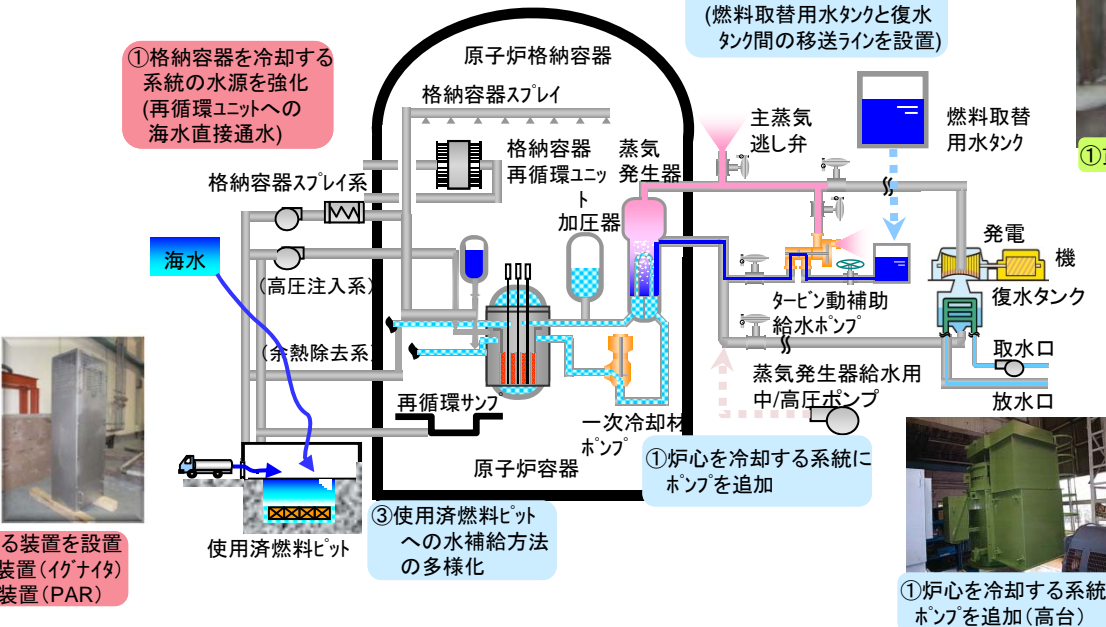 (燃料取替用水タンクと復水
タンク間の移送ラインを設置)
①格納容器を冷却する
系統の水源を強化
(再循環ユニットへの
海水直接通水)
原子炉格納容器
格納容器スプレイ
格納容器
再循環ユニッ
ト
蒸気
発生器
主蒸気
逃し弁
燃料取替
用水タンク
格納容器スプレイ系
加圧器
海水
(高圧注入系)
(余熱除去系)
タービン動補助
給水ポンプ
発電
機
復水タンク
取水口
放水口
蒸気発生器給水用
中/高圧ポンプ
再循環サンプ
一次冷却材
ポンプ
原子炉容器
①炉心を冷却する系統に
ポンプを追加
③使用済燃料ピット
への水補給方法
の多様化
使用済燃料ピット
る装置を設置
装置(イグナイタ)
装置(PAR)
①炉心を冷却する系統
ポンプを追加(高台)